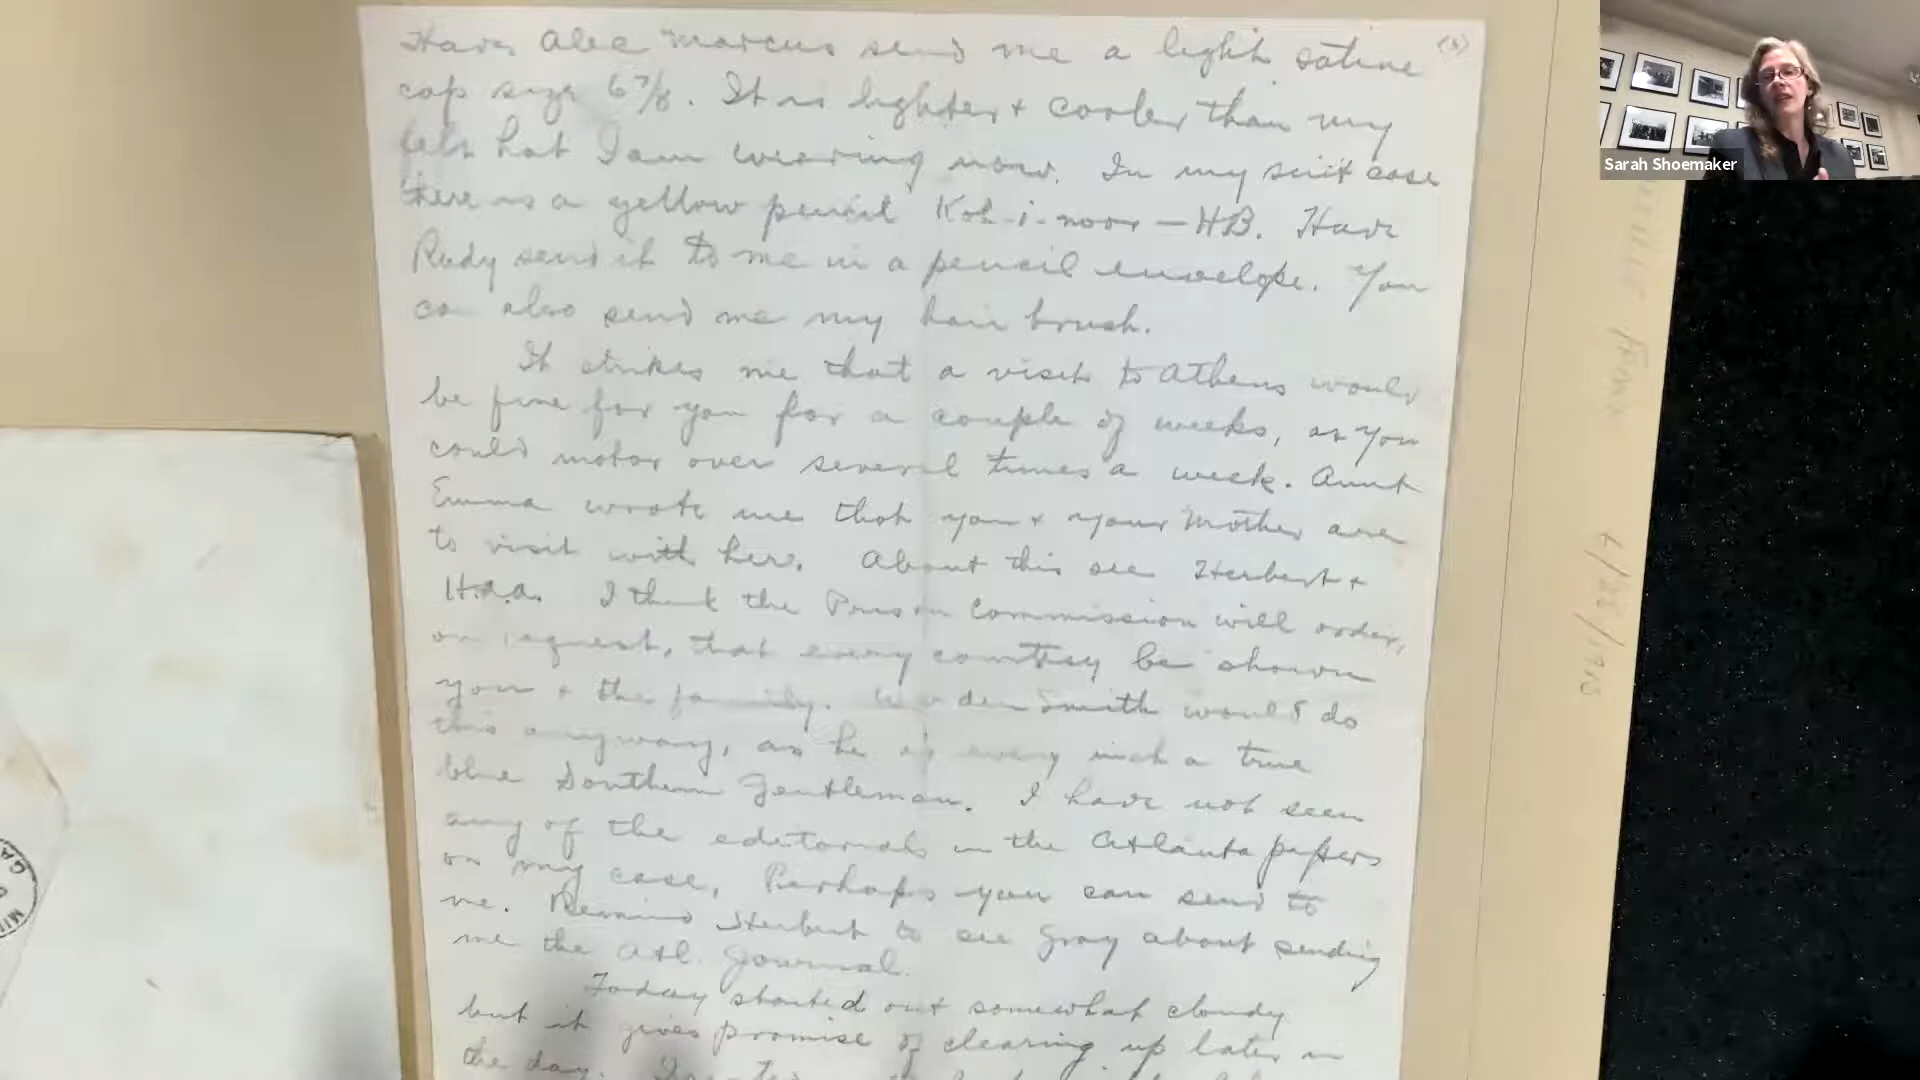 (3)
Have Alec Marcus send me a light satine
cap size 6 7/8. It is lighter + cooler than my
felt hat I am wearing now. In my suit case
there is a yellow pencil Koh-i-noor — HB. Have
Rudy send it to me in a pencil envelope. You
can also send me my hair brush.
It strikes me that a visit to Athens would
be fine for you for a couple of weeks, as you
could motor over several times a week. Aunt
Emma wrote me that you + your Mother are
to visit with her. About this see Herbert +
H.A.A. I think the Prison Commission will order,
on request, that every courtesy be shown
you + the family. Warden Smith would do
this anyway, as he is every inch a true
blue Southern Gentleman. I have not seen
any of the editorials in the Atlanta papers
on my case, Perhaps you can send to
me. Remind Herbert to see Gray about sending
me the Atl. Journal.
Today started out somewhat cloudy
but it gives promise of clearing up later in
the day.
Sarah Shoemaker